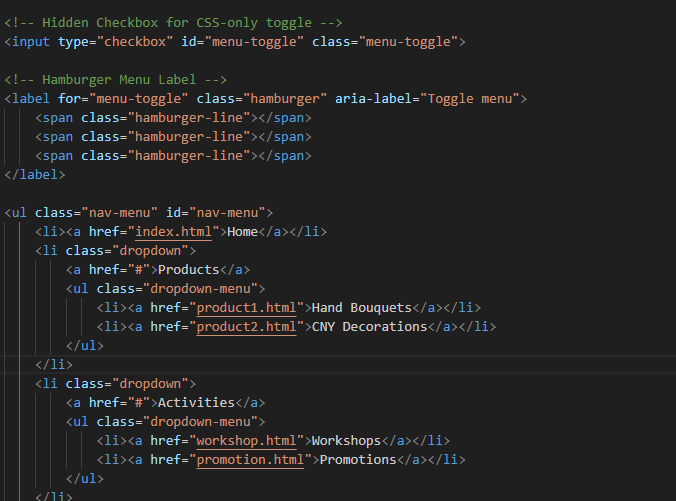 <!-- Hidden Checkbox for CSS-only toggle -->
<input type="checkbox" id="menu-toggle" class="menu-toggle">
<!-- Hamburger Menu Label -->
<label for="menu-toggle" class="hamburger" aria-label="Toggle menu">
<span class="hamburger-line"></span>
<span class="hamburger-line"></span>
<span class="hamburger-line"></span>
</label>
<ul class="nav-menu" id="nav-menu">
<li><a href="index.html">Home</a></li>
<li class="dropdown">
<a href="#">Products</a>
<ul class="dropdown-menu">
<li><a href="product1.html">Hand Bouquets</a></li>
<li><a href="product2.html">CNY Decorations</a></li>
</ul>
</li>
<li class="dropdown">
<a href="#">Activities</a>
<ul class="dropdown-menu">
<li><a href="workshop.html">Workshops</a></li>
<li><a href="promotion.html">Promotions</a></li>
</ul>
</li>